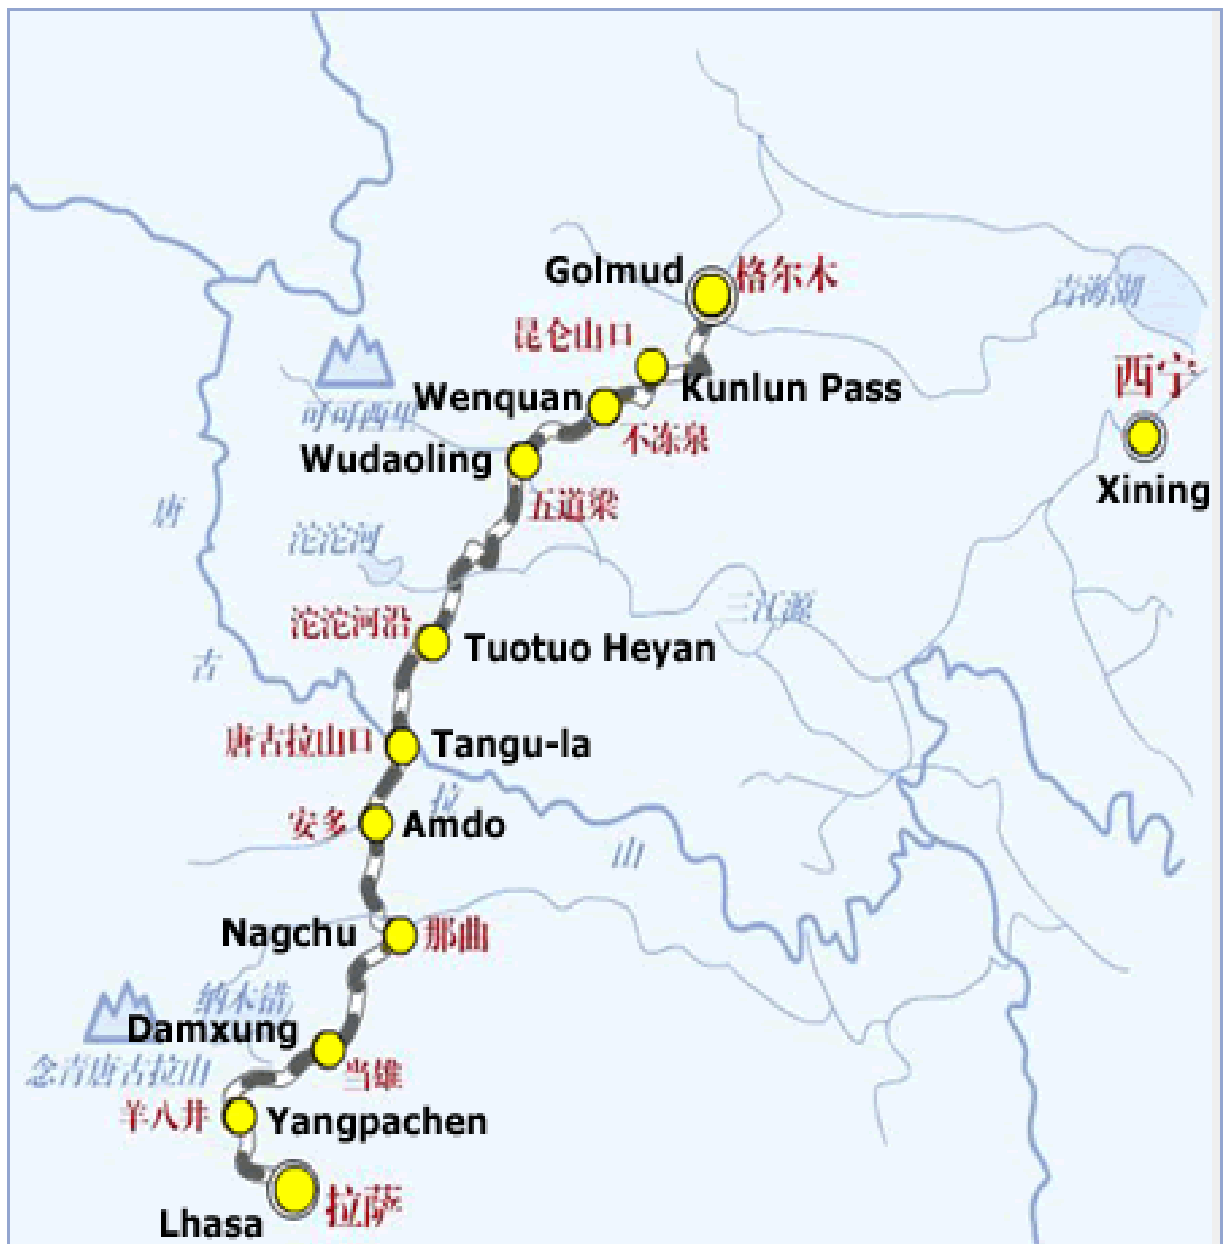 Golmud
格尔木
青海湖
昆仑山口
西宁
Kunlun Pass
Wenquan
可可西里
不冻泉
Wudaoling
Xining
五道梁
唐
沱沱河
三江源
沱沱河沿
Tuotuo Heyan
古
唐古拉山口
Tangu-la
拉
安多
Amdo
山
Nagchu
那曲
纳木错
Damxung
念青唐古拉山
当雄
羊八井
Yangpachen
拉萨
Lhasa